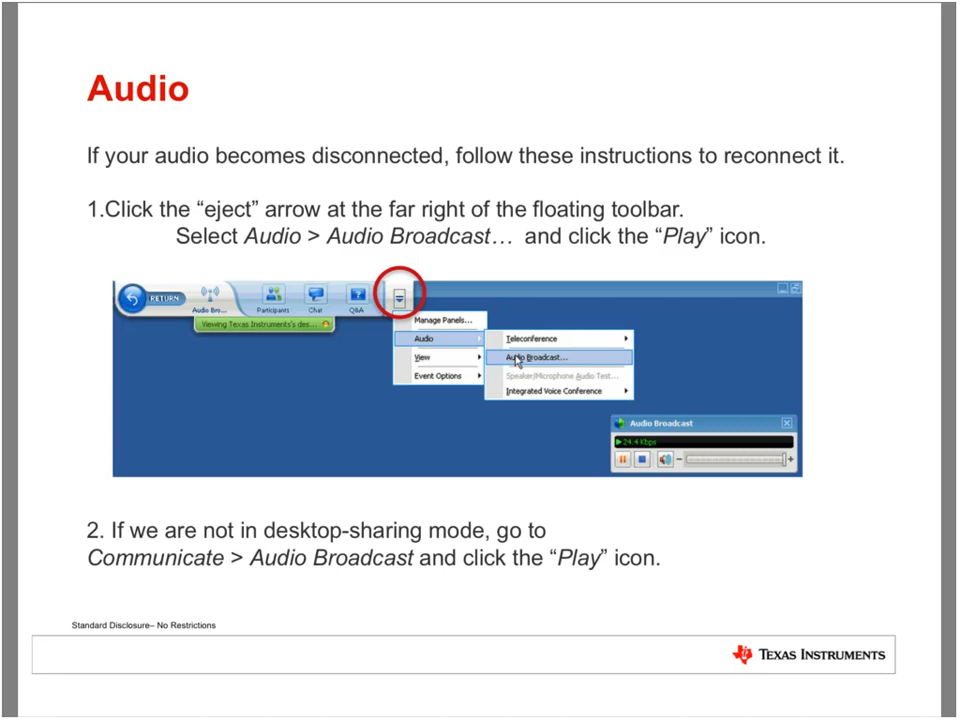 Audio
If your audio becomes disconnected, follow these instructions to reconnect it.
1.Click the “eject” arrow at the far right of the floating toolbar.
Select Audio > Audio Broadcast… and click the “Play” icon.
RETURN
Audio Bro...
Participants
Chat
Q&A
Viewing Texas Instruments's des...
Manage Panels...
Audio
View
Event Options
Teleconference
Audio Broadcast...
Speaker/Microphone Audio Test...
Integrated Voice Conference
Audio Broadcast
24.4 Kbps
2. If we are not in desktop-sharing mode, go to
Communicate > Audio Broadcast and click the “Play” icon.
Standard Disclosure– No Restrictions
TEXAS INSTRUMENTS